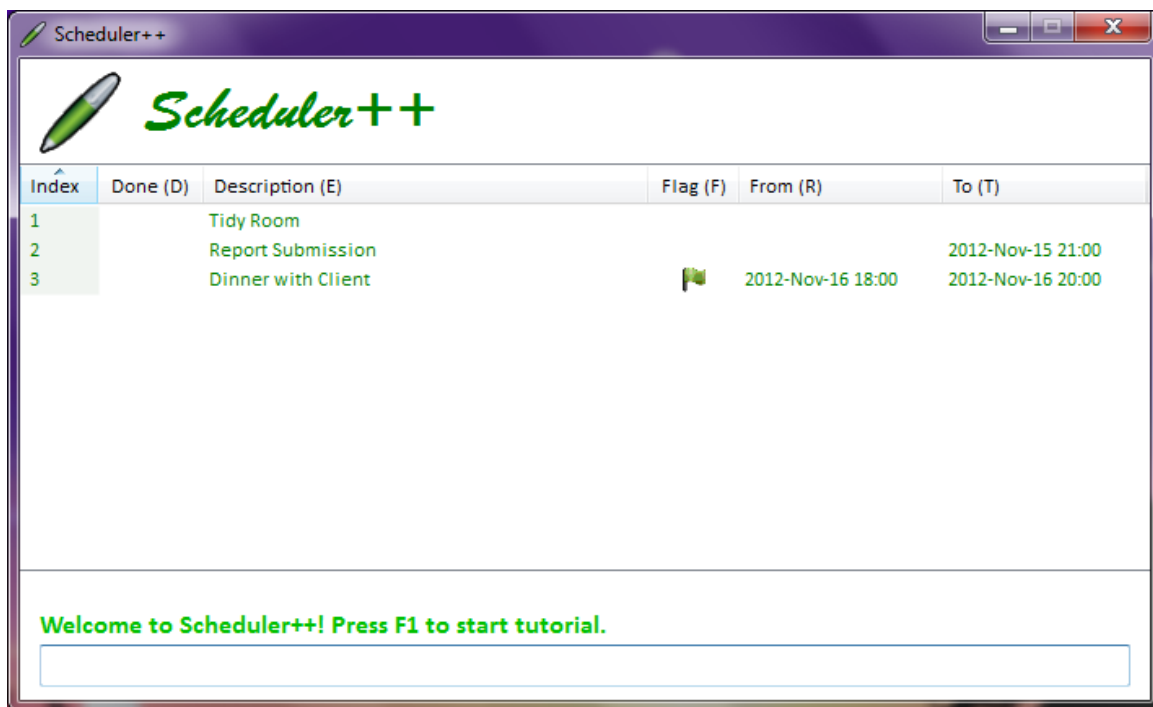 Scheduler++
Scheduler++
Index Done (D) Description (E) Flag (F) From (R) To (T)
1 Tidy Room
2 Report Submission 2012-Nov-15 21:00
3 Dinner with Client 2012-Nov-16 18:00 2012-Nov-16 20:00
Welcome to Scheduler++! Press F1 to start tutorial.